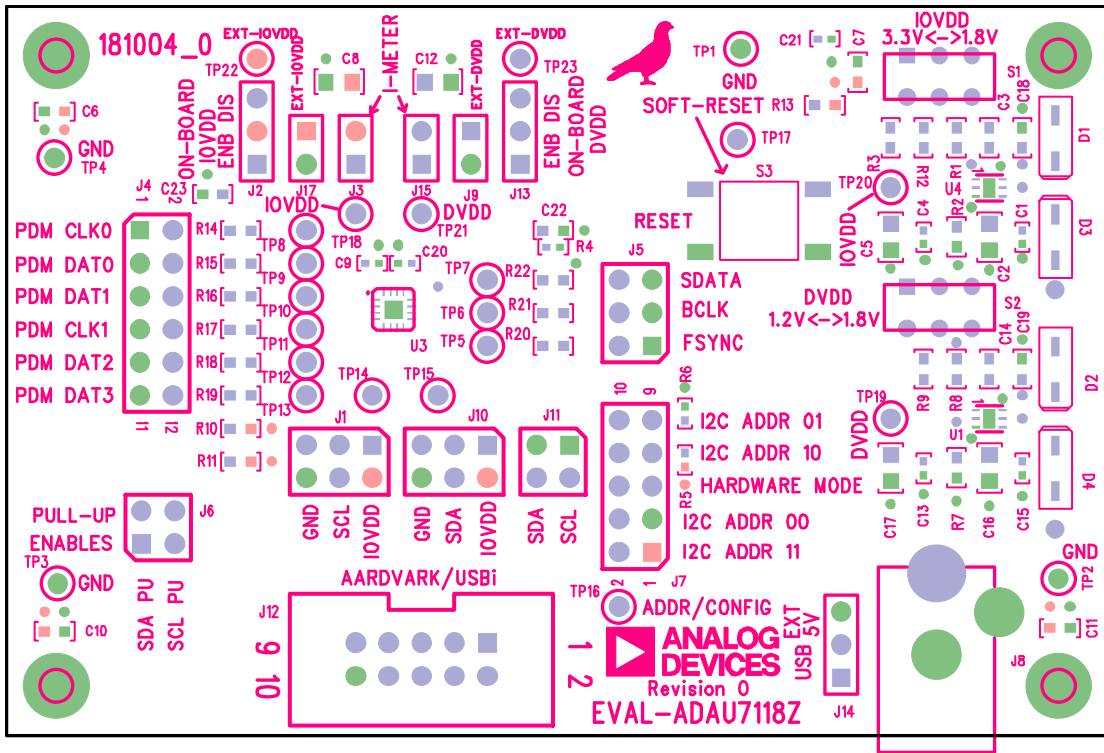 181004_0
EXT-IOVDD
TP22
EXT-IOVDD
C8
I-METER
C12
EXT-DVDD
EXT-DVDD
TP23
TP1
GND
SOFT-RESET
TP17
C21
C7
R13
IOVDD
3.3V<->1.8V
S1
C3
C18
D1
C6
GND
TP4
ON-BOARD
IOVDD
ENB DIS
J2
J17
J3
J15
J9
J13
ENB DIS
ON-BOARD
DVDD
S3
RESET
R3
R12
R1
U4
TP20
IOVDD
C5
C4
R2
C2
C1
D3
J4
C23
1
2
IOVDD
TP18
DVDD
TP21
PDM CLK0
R14
TP8
PDM DAT0
R15
TP9
PDM DAT1
R16
TP10
PDM CLK1
R17
TP11
PDM DAT2
R18
TP12
PDM DAT3
R19
TP13
C9
C20
U3
TP7
R22
TP6
R21
TP5
R20
C22
R4
J5
SDATA
BCLK
FSYNC
DVDD
1.2V<->1.8V
S2
C14
C19
D2
R10
R11
11
12
TP14
TP15
J1
J10
J11
GND
SCL
IOVDD
GND
SDA
IOVDD
SDA
SCL
10
9
R6
I2C ADDR 01
I2C ADDR 10
HARDWARE MODE
R5
I2C ADDR 00
I2C ADDR 11
2
1
J7
TP19
DVDD
R9
R8
U1
C17
C13
R7
C16
C15
D4
PULL-UP
ENABLES
J6
TP3
GND
C10
SDA PU
SCL PU
AARDVARK/USBi
J12
9
10
1
2
TP16
ADDR/CONFIG
ANALOG
DEVICES
Revision 0
EVAL-ADAU7118Z
USB EXT
5V
J14
GND
TP2
C11
J8